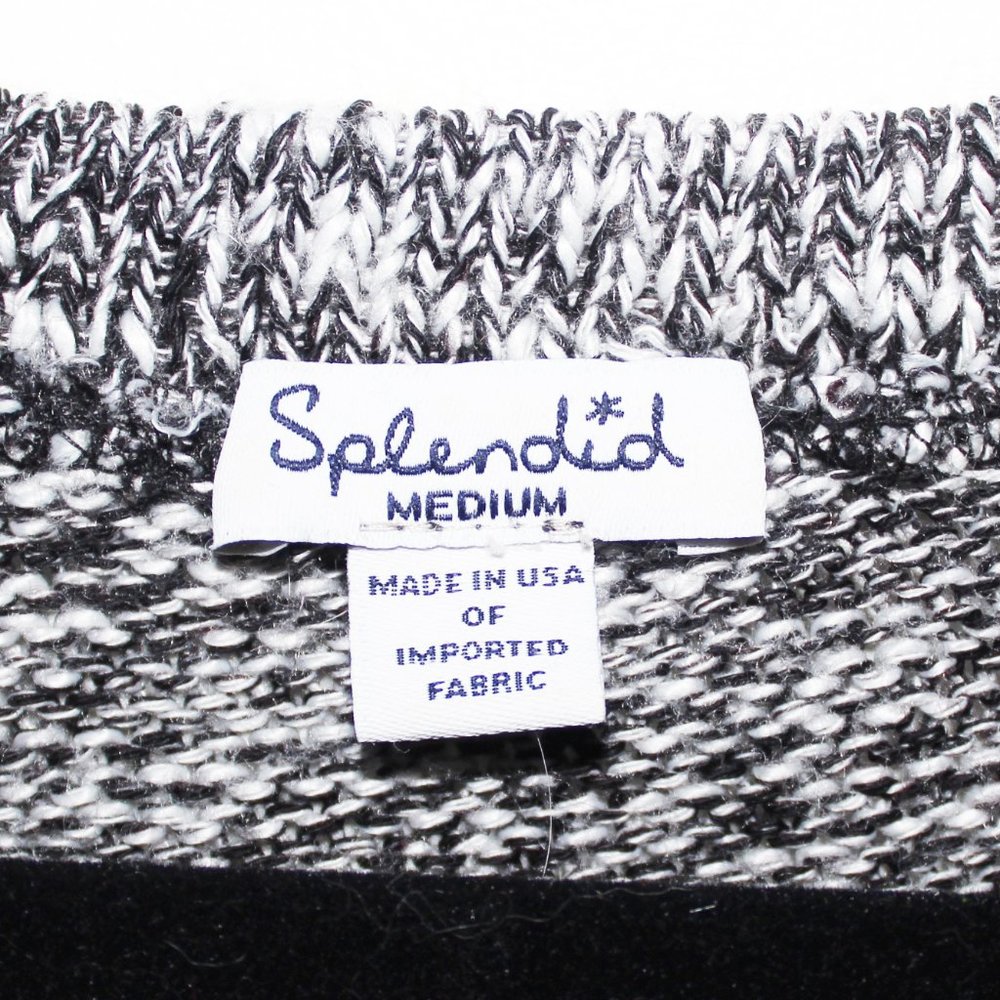 Splendid
MEDIUM
MADE IN USA
OF
IMPORTED
FABRIC